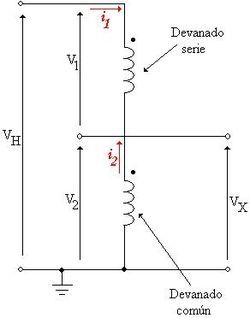 i1
Devanado
serie
V1
VH
i2
V2
VX
Devanado
común